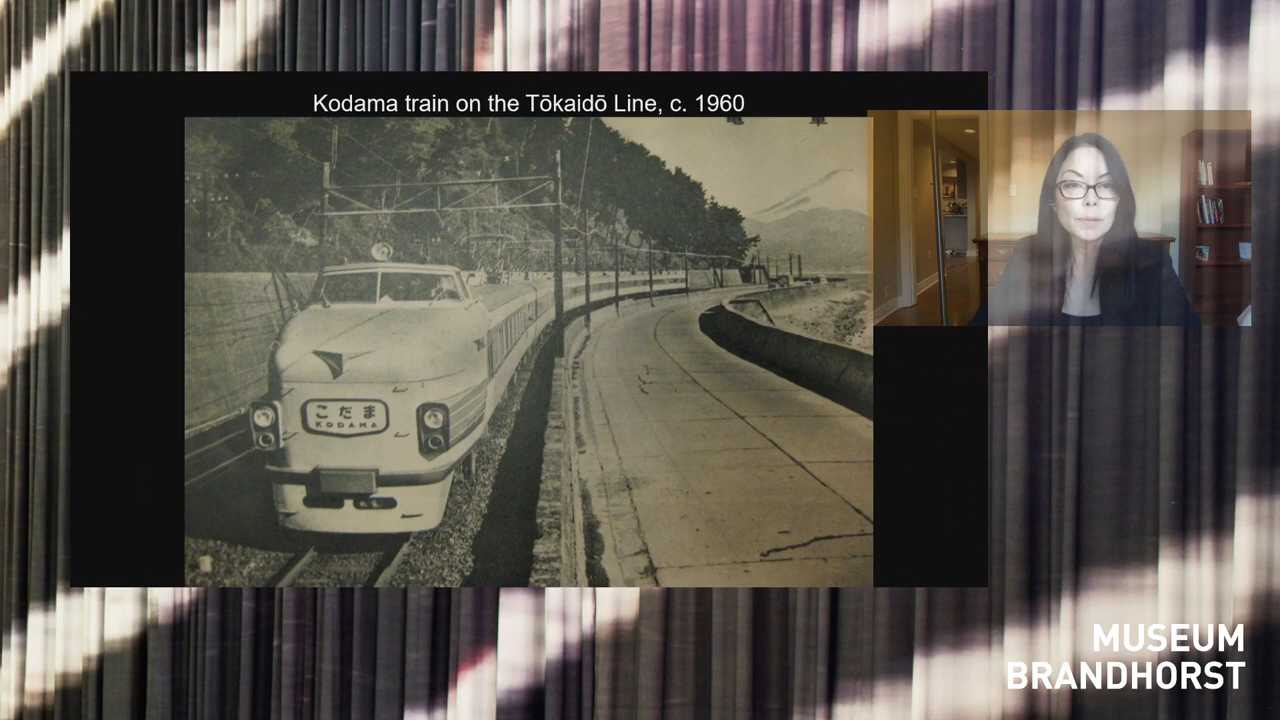 Kodama train on the Tōkaidō Line, c. 1960
こだま
KODAMA
MUSEUM
BRANDHORST